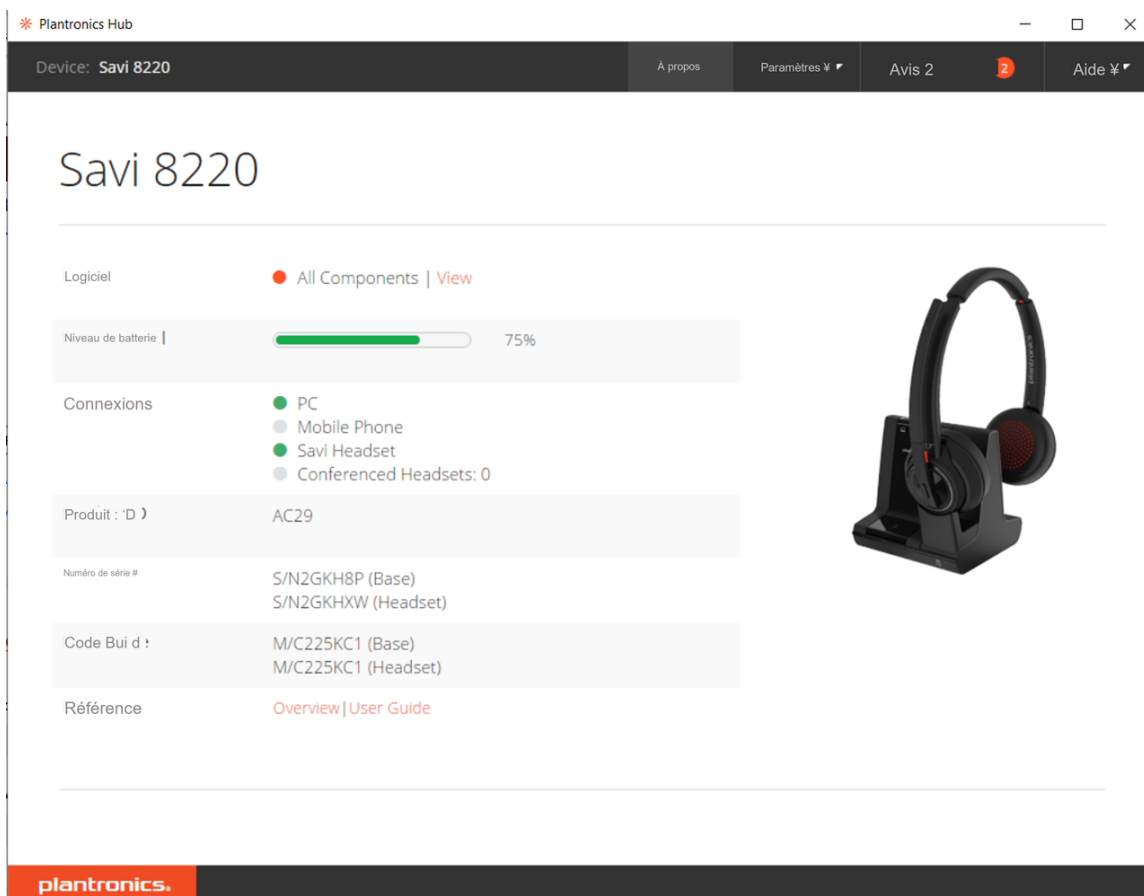 Plantronics Hub
Device: Savi 8220
À propos
Paramètres ¥
Avis 2
2
Aide ¥
Savi 8220
Logiciel
All Components | View
Niveau de batterie |
75%
Connexions
PC
Mobile Phone
Savi Headset
Conferenced Headsets: 0
Produit : 'D )
AC29
Numéro de série #
S/N2GKH8P (Base)
S/N2GKHXW (Headset)
Code Bui d :
M/C225KC1 (Base)
M/C225KC1 (Headset)
Référence
Overview|User Guide
plantronics.